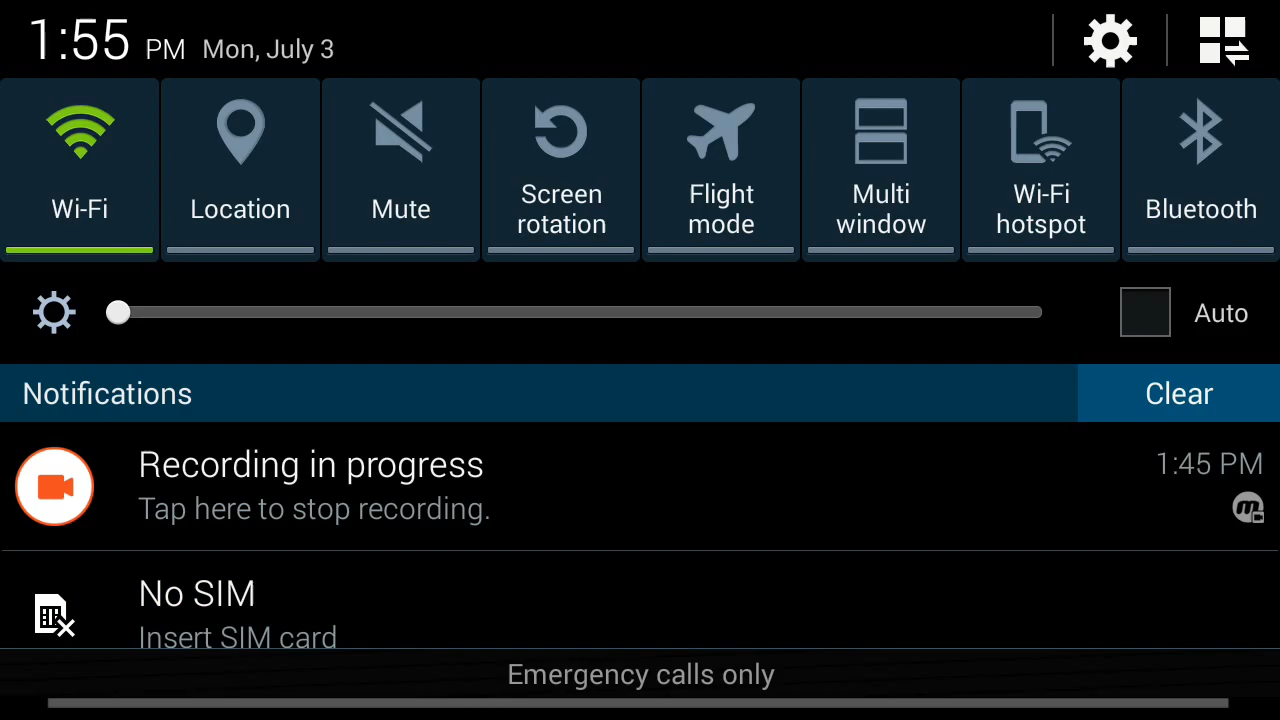 1:55 PM Mon, July 3
Wi-Fi
Location
Mute
Screen
rotation
Flight
mode
Multi
window
Wi-Fi
hotspot
Bluetooth
Auto
Notifications
Clear
Recording in progress
1:45 PM
Tap here to stop recording.
No SIM
Insert SIM card
Emergency calls only